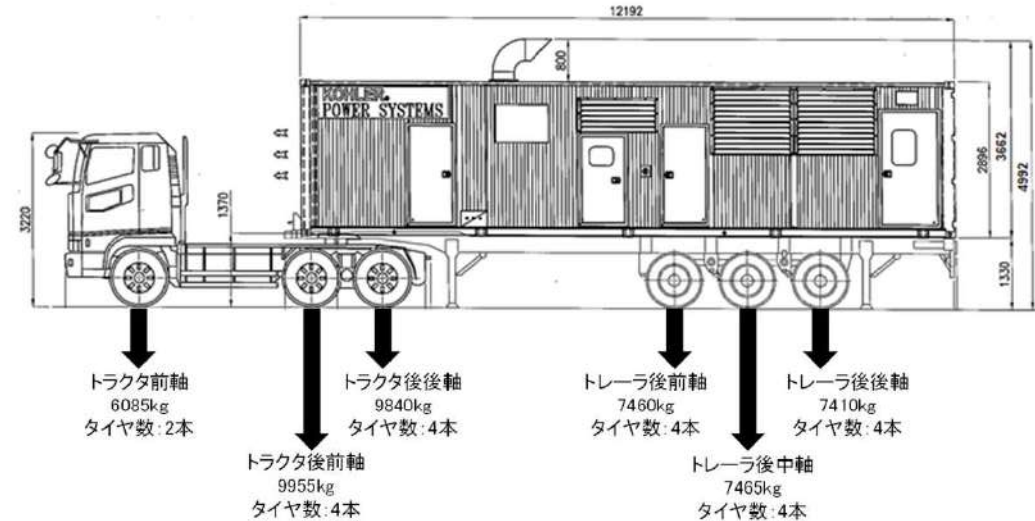 12192
800
KOHLER
POWER SYSTEMS
3220
1370
2896
3662
4992
1330
トラクタ前軸
6085kg
タイヤ数:2本
トラクタ後前軸
9955kg
タイヤ数:4本
トラクタ後後軸
9840kg
タイヤ数:4本
トレーラ後前軸
7460kg
タイヤ数:4本
トレーラ後中軸
7465kg
タイヤ数:4本
トレーラ後後軸
7410kg
タイヤ数:4本